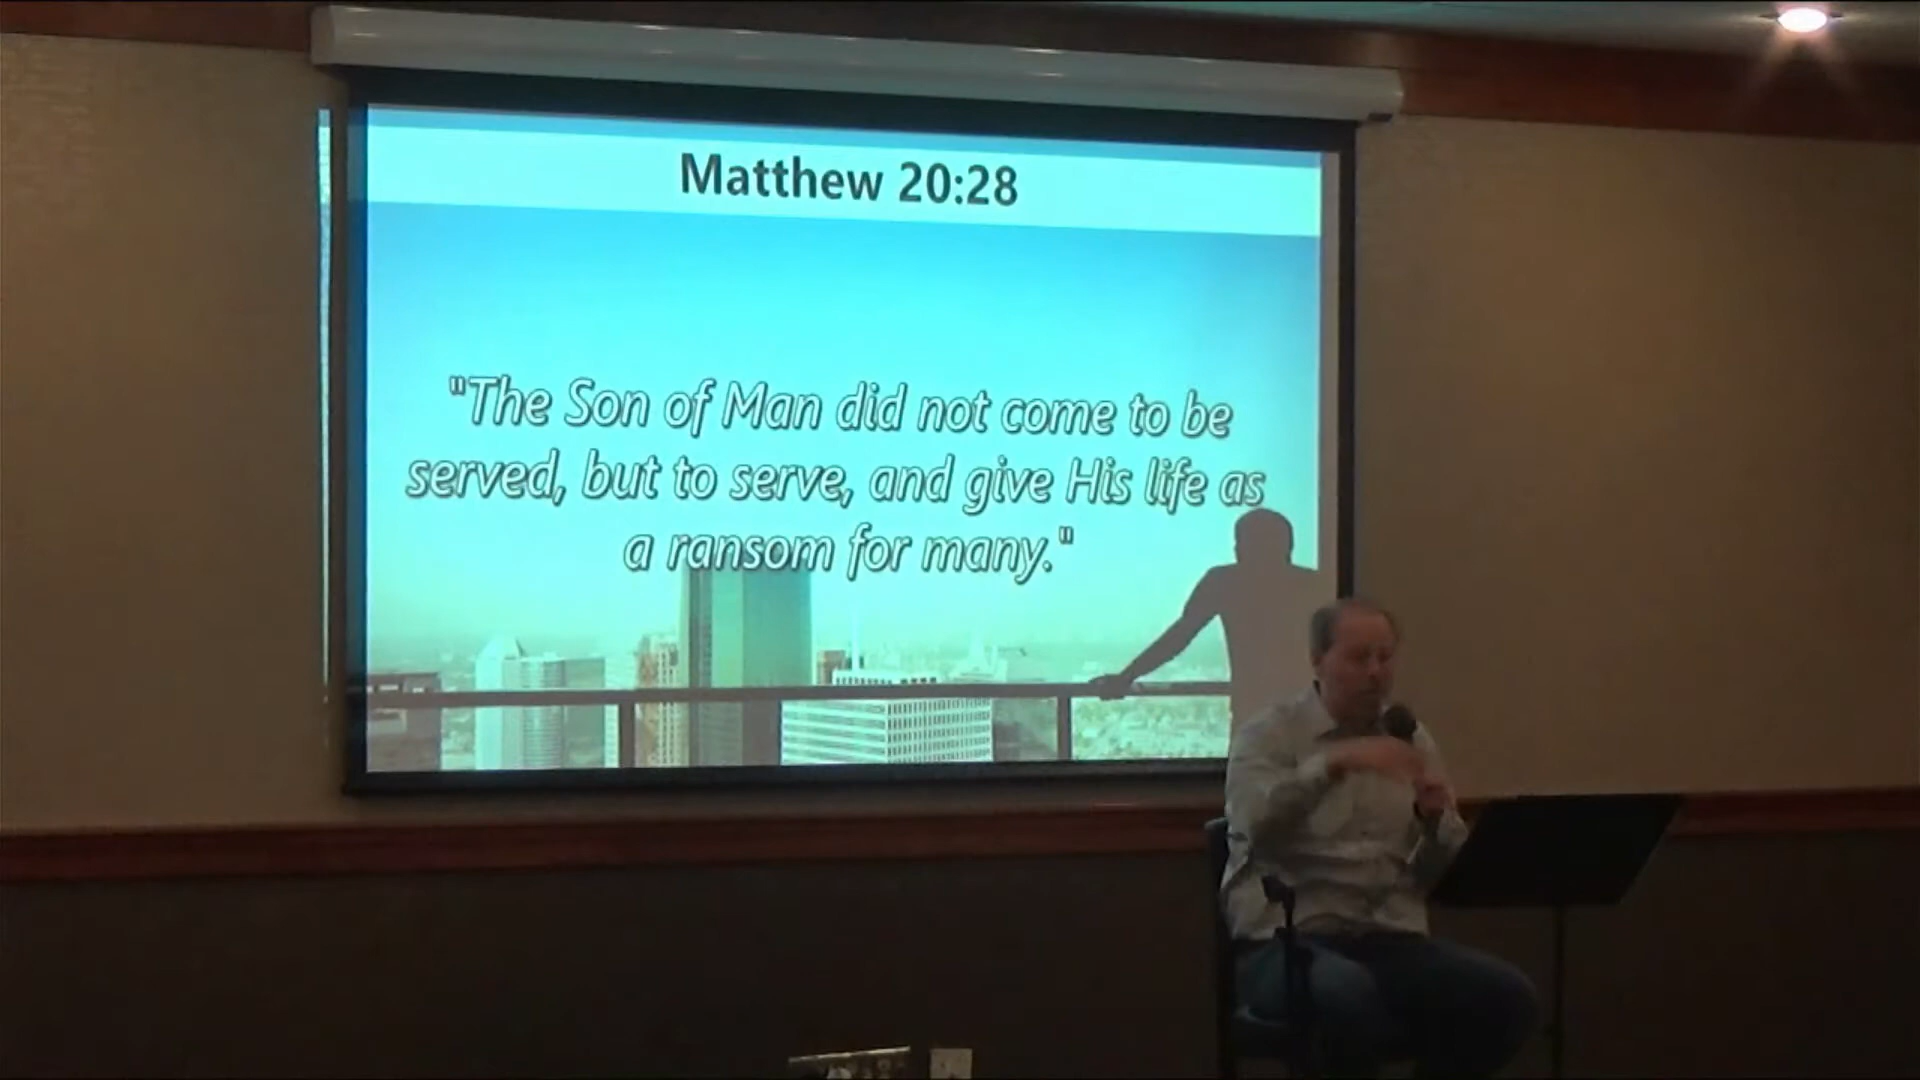 Matthew 20:28
"The Son of Man did not come to be
served, but to serve, and give His life as
a ransom for many."